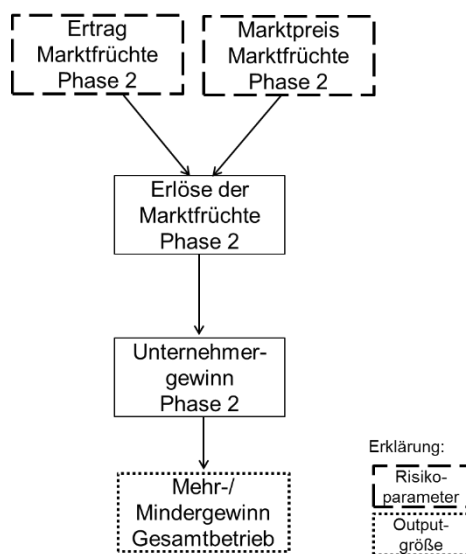 Ertrag
Marktfrüchte
Phase 2
Marktpreis
Marktfrüchte
Phase 2
Erlöse der
Marktfrüchte
Phase 2
Unternehmer-
gewinn
Phase 2
Mehr-/
Mindergewinn
Gesamtbetrieb
Erklärung:
Risiko-
parameter
Output-
größe